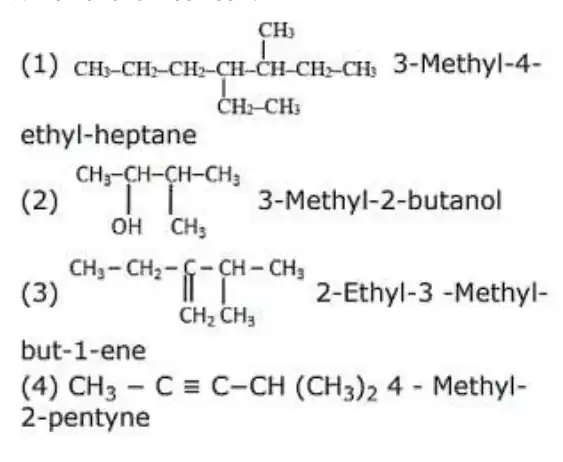 CH₃
(1) CH₃–CH₂–CH₂–CH–CH–CH₂–CH₃ 3-Methyl-4-
CH₂–CH₃
ethyl-heptane
CH₃–CH–CH–CH₃
(2) 3-Methyl-2-butanol
OH CH₃
CH₃ – CH₂ – C – CH – CH₃
(3) 2-Ethyl-3 -Methyl-
CH₂ CH₃
but-1-ene
(4) CH₃ – C ≡ C–CH (CH₃)₂ 4 - Methyl-
2-pentyne